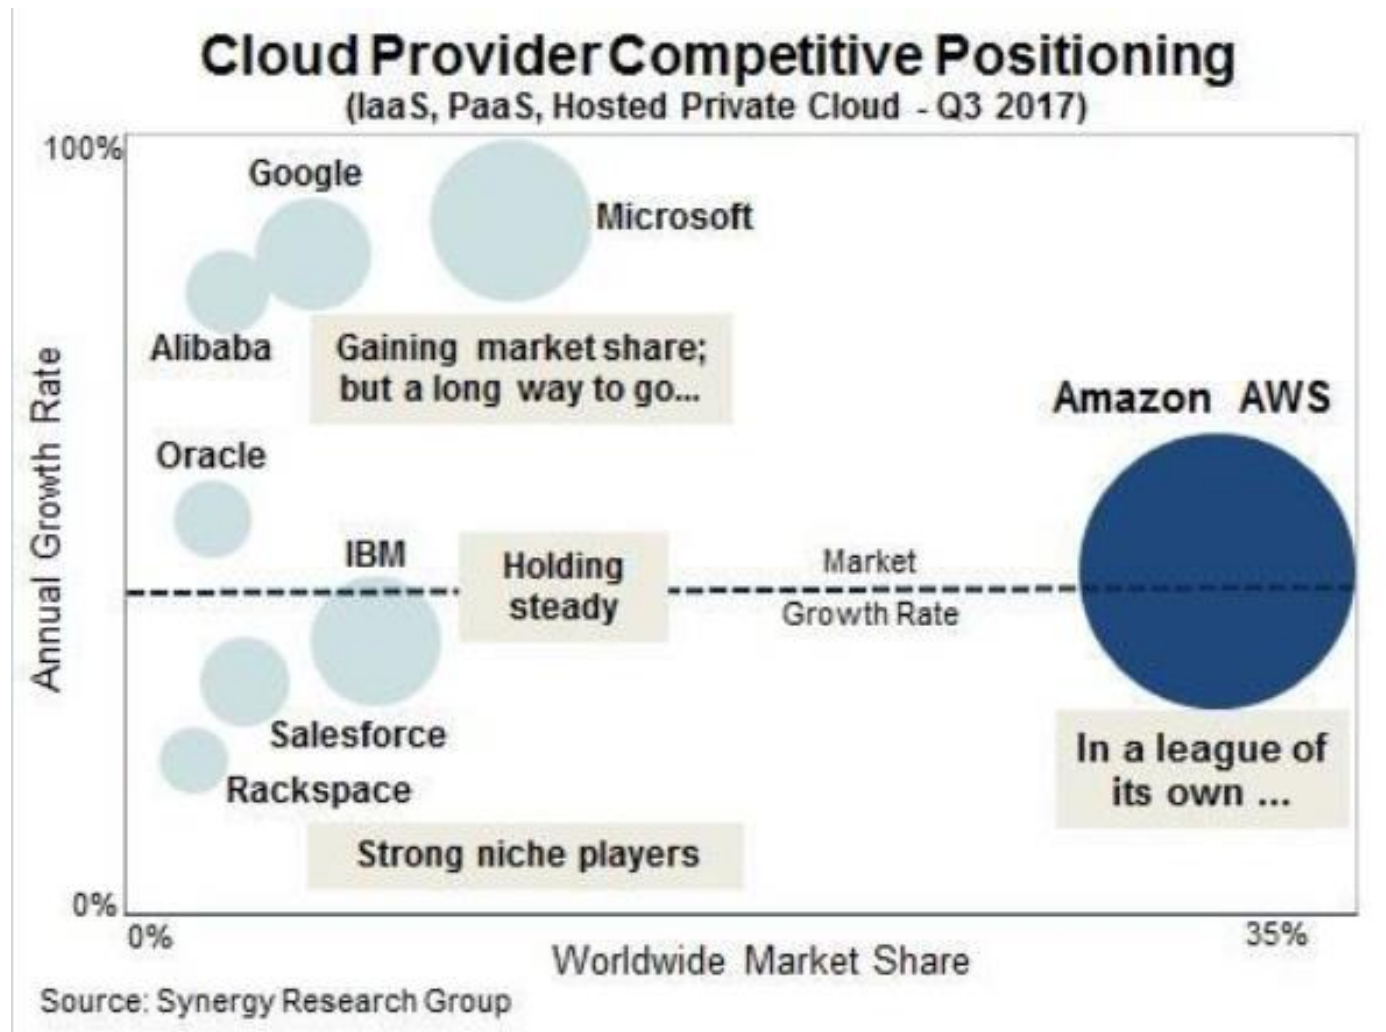 Cloud Provider Competitive Positioning
(IaaS, PaaS, Hosted Private Cloud - Q3 2017)
100%
Google
Microsoft
Alibaba
Gaining market share;
but a long way to go...
Amazon AWS
Oracle
IBM
Holding
steady
Market
Growth Rate
Annual Growth Rate
Salesforce
Rackspace
In a league of
its own ...
Strong niche players
0%
0%
35%
Worldwide Market Share
Source: Synergy Research Group